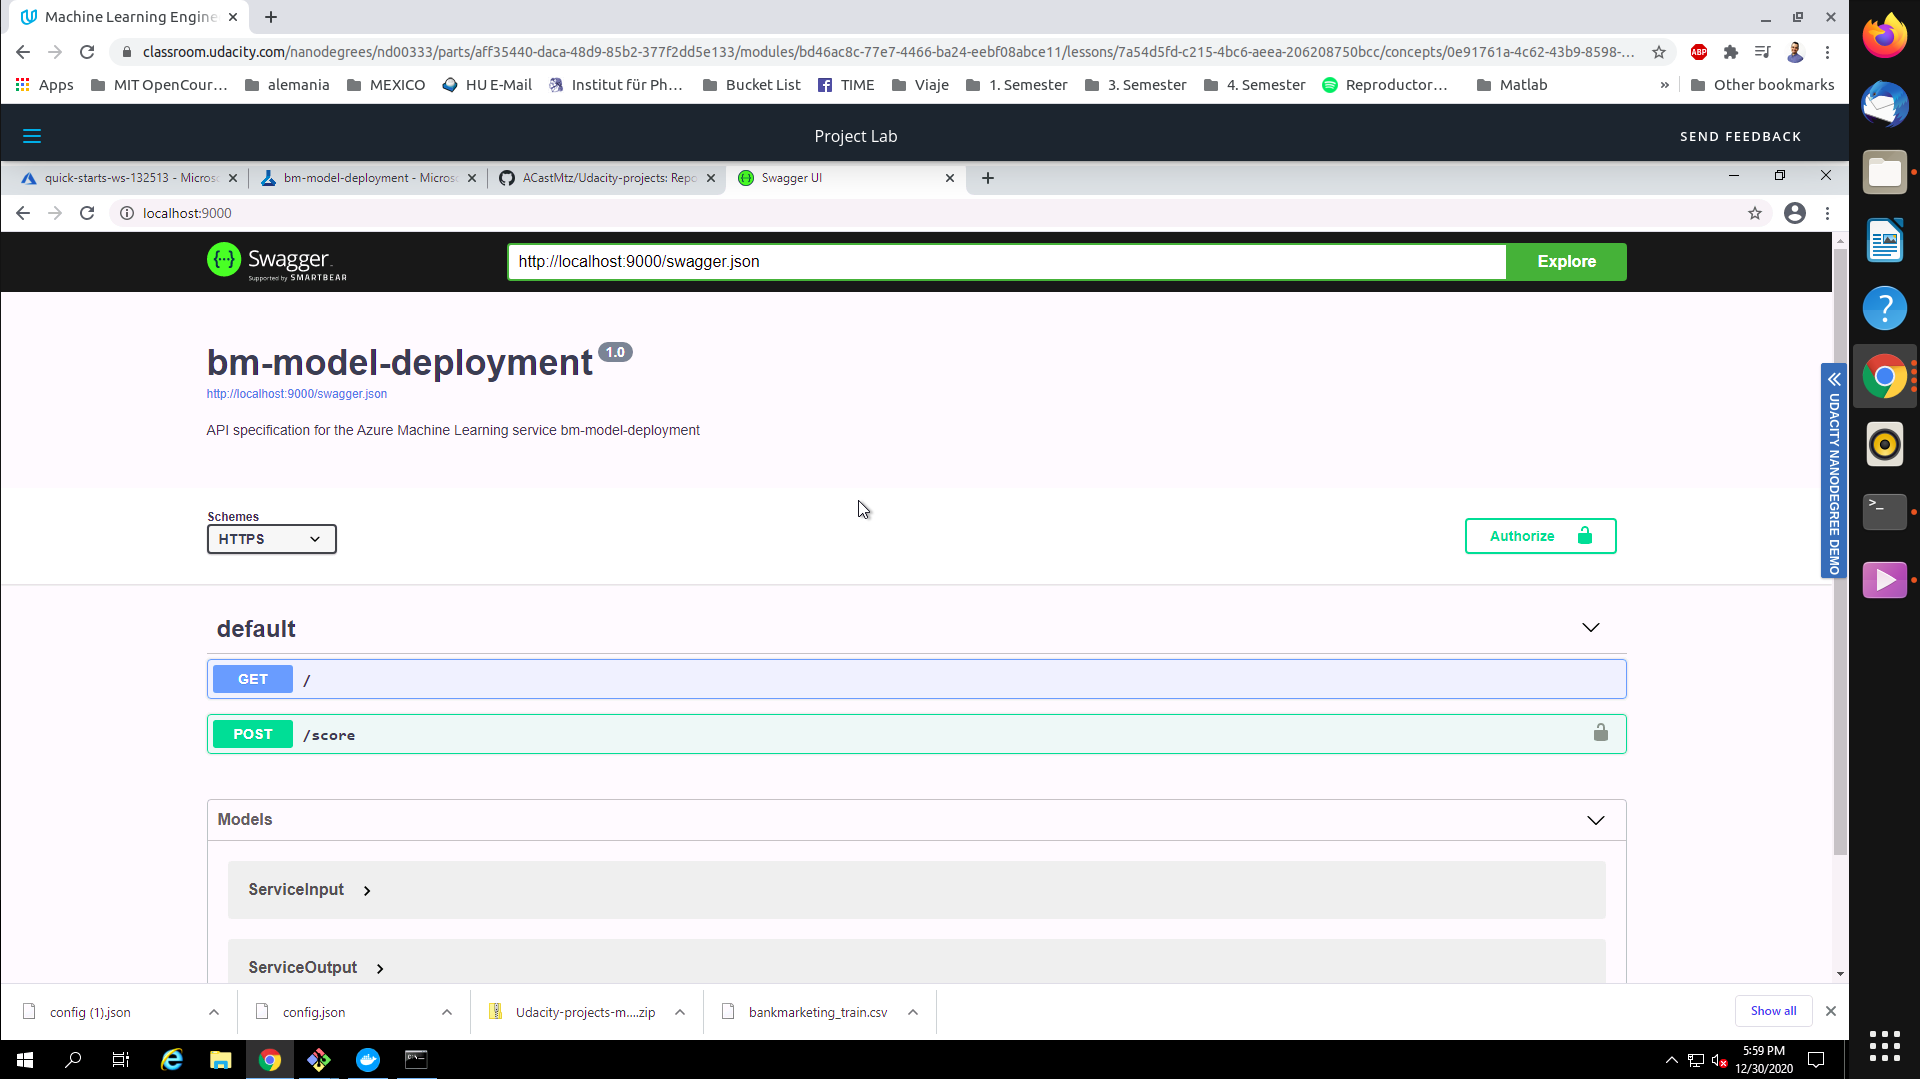 Machine Learning Engine
classroom.udacity.com/nanodegrees/nd00333/parts/aff35440-daca-48d9-85b2-377f2dd5e133/modules/bd46ac8c-77e7-4466-ba24-eebf08abce11/lessons/7a54d5fd-c215-4bc6-aeea-206208750bcc/concepts/0e91761a-4c62-43b9-8598-...
ABP
Apps MIT OpenCour... alemania MEXICO HU E-Mail Institut für Ph... Bucket List TIME Viaje 1. Semester 3. Semester 4. Semester Reproductor... Matlab » Other bookmarks
Project Lab
SEND FEEDBACK
quick-starts-ws-132513 - Micros bm-model-deployment - Micros ACastMtz/Udacity-projects: Repo Swagger UI
localhost:9000
Swagger
Supported by SMARTBEAR
http://localhost:9000/swagger.json
Explore
bm-model-deployment 1.0
http://localhost:9000/swagger.json
API specification for the Azure Machine Learning service bm-model-deployment
UDACITY NANODEGREE DEMO
Schemes
HTTPS
Authorize
default
GET /
POST /score
Models
ServiceInput
ServiceOutput
config (1).json config.json Udacity-projects-m....zip bankmarketing_train.csv Show all
5:59 PM
12/30/2020